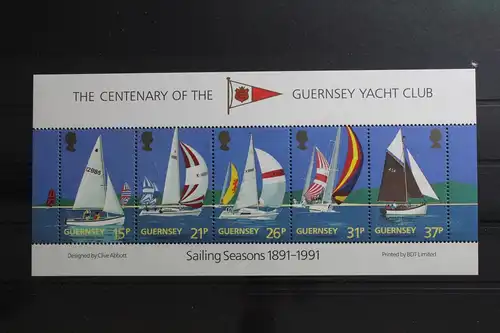 THE CENTENARY OF THE GUERNSEY YACHT CLUB
GUERNSEY 15P
GUERNSEY 21P
GUERNSEY 26P
GUERNSEY 31P
GUERNSEY 37P
Designed by Clive Abbott
Sailing Seasons 1891-1991
Printed by BDT Limited